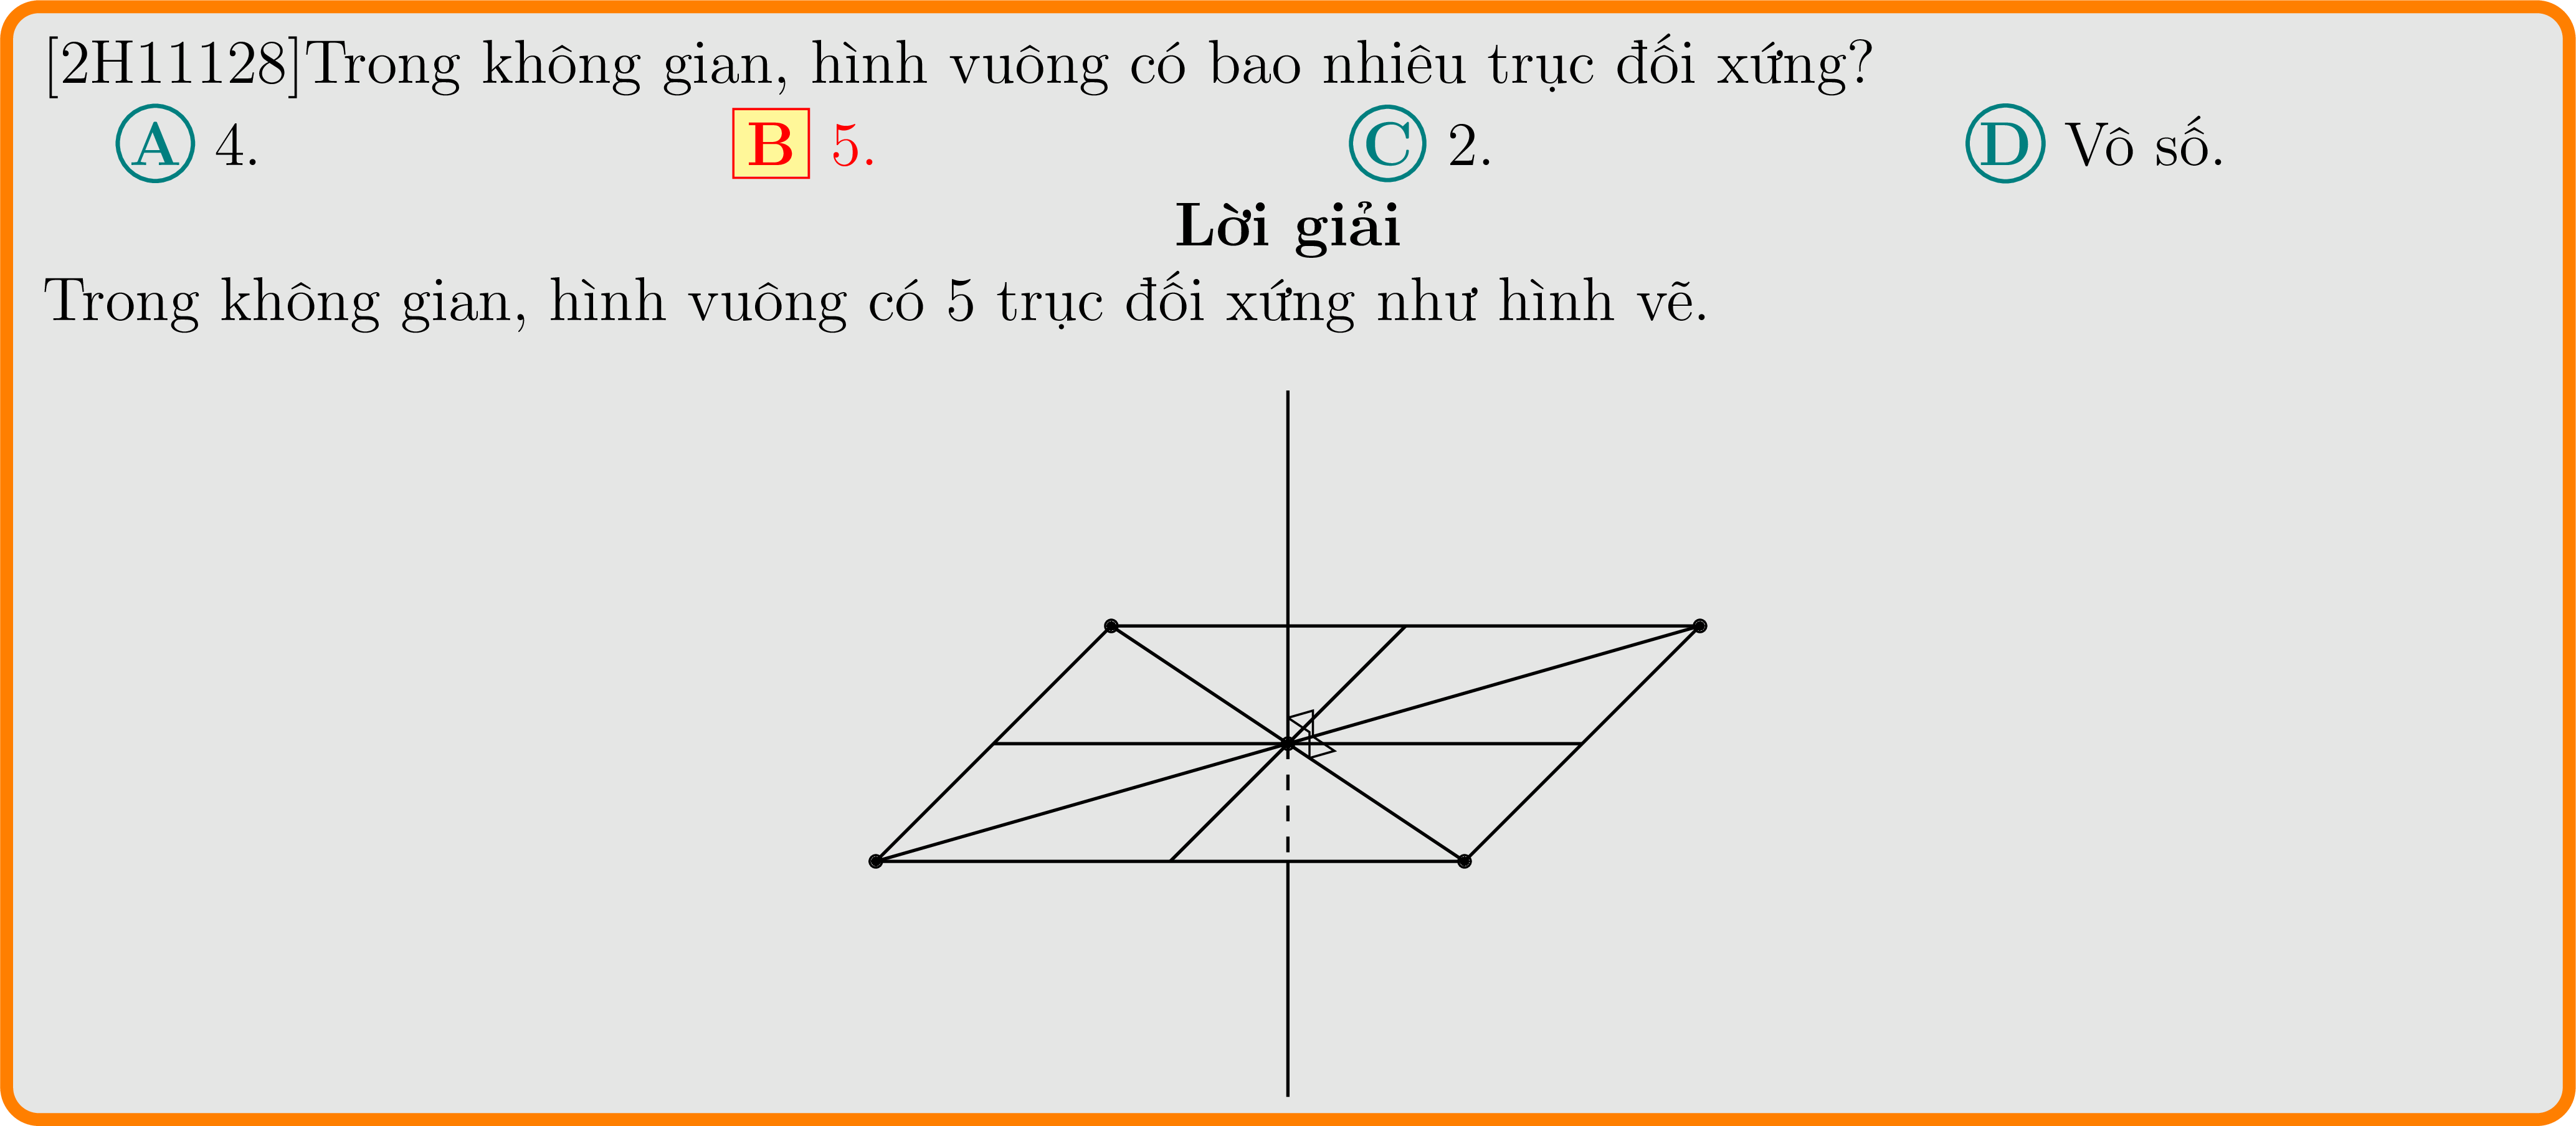 [2H11128]Trong không gian, hình vuông có bao nhiêu trục đối xứng?
A 4. B 5. C 2. D Vô số.
Lời giải
Trong không gian, hình vuông có 5 trục đối xứng như hình vẽ.